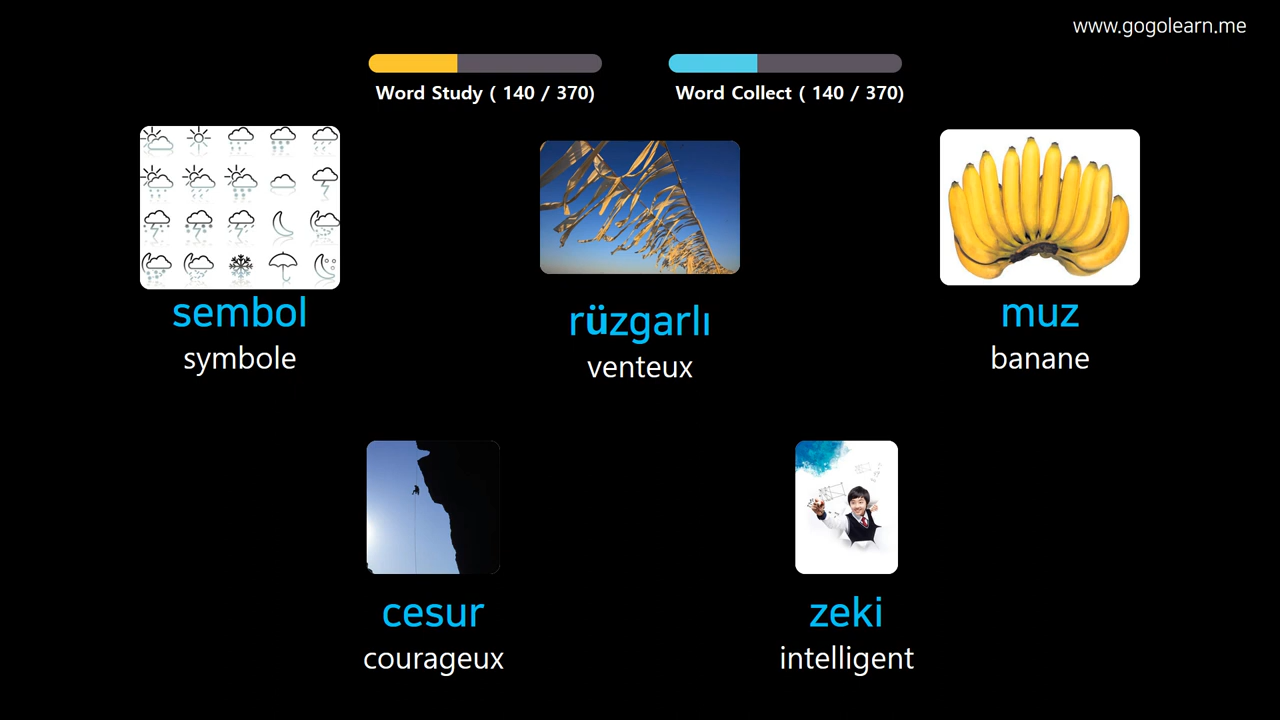 www.gogolearn.me
Word Study ( 140 / 370)
Word Collect ( 140 / 370)
sembol
symbole
rüzgarlı
venteux
muz
banane
cesur
courageux
zeki
intelligent